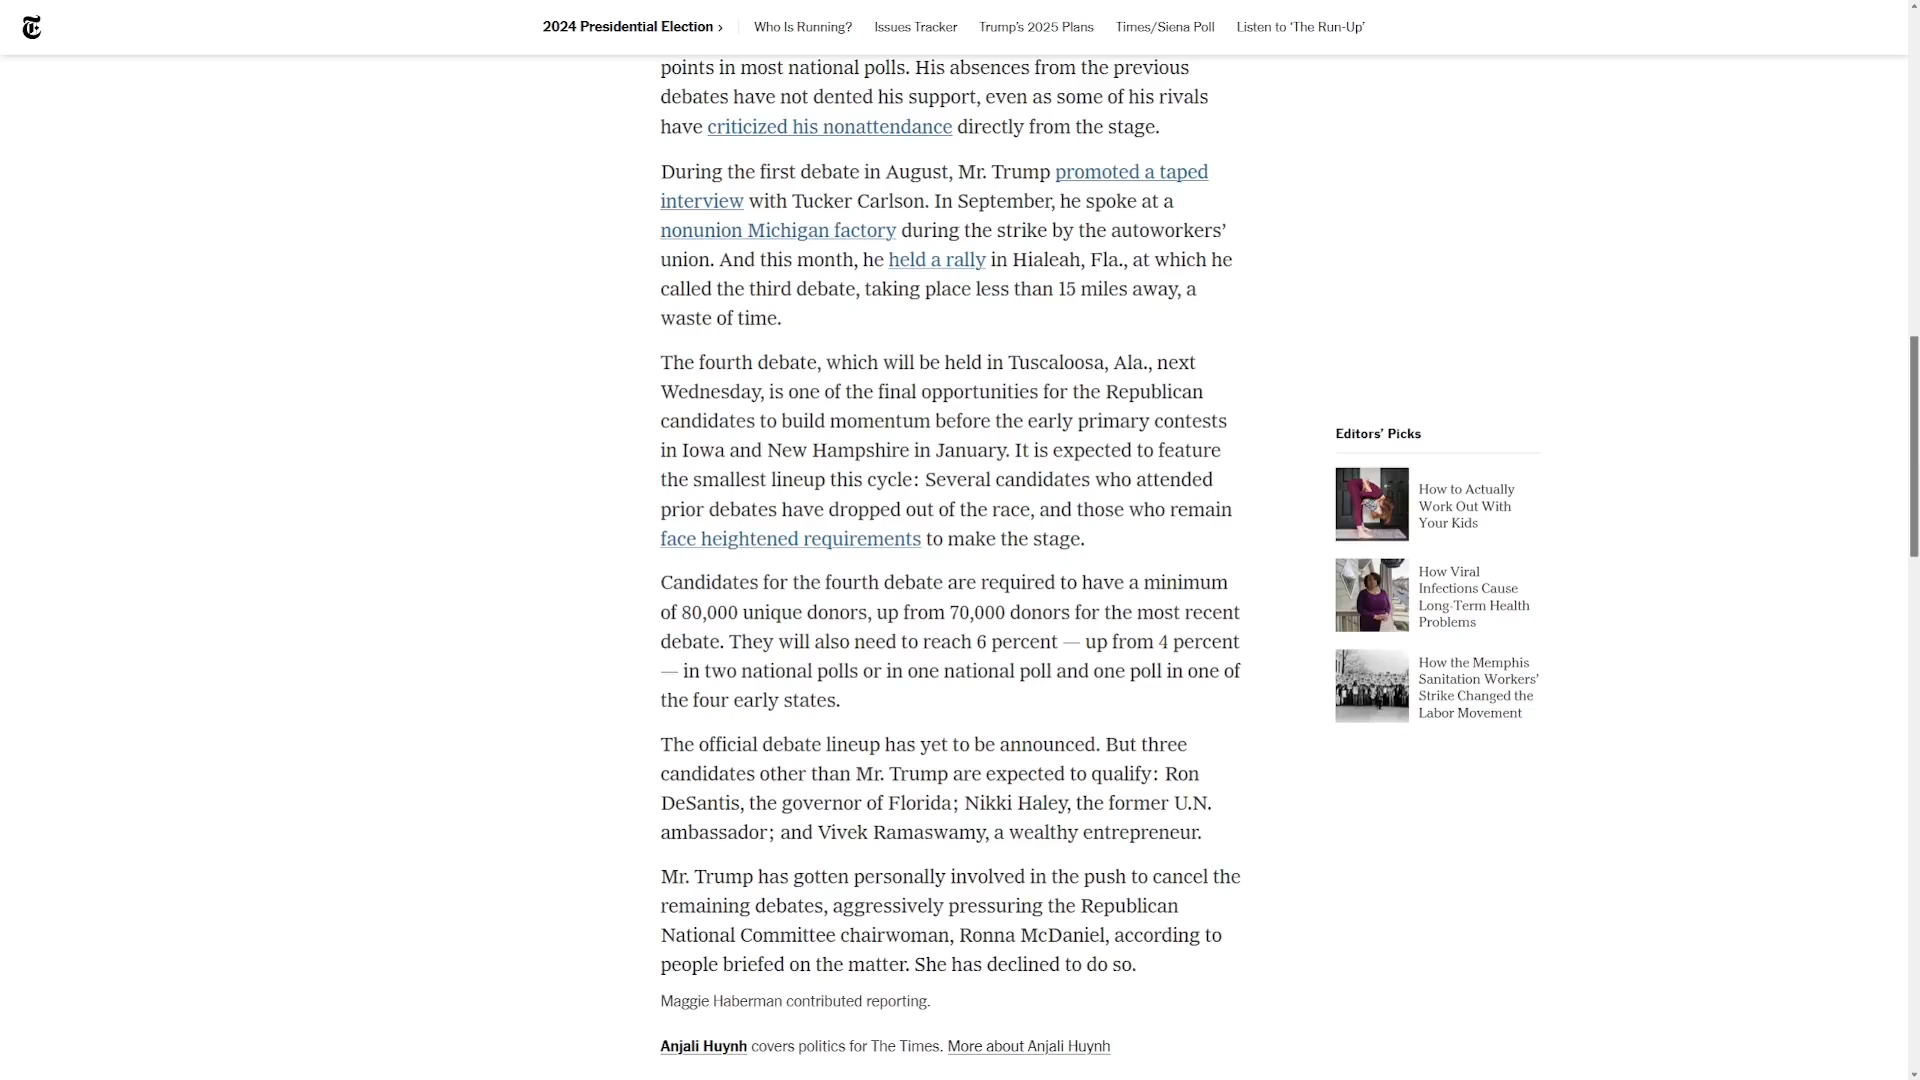 2024 Presidential Election ›
Who Is Running?
Issues Tracker
Trump’s 2025 Plans
Times/Siena Poll
Listen to ‘The Run-Up’
points in most national polls. His absences from the previous
debates have not dented his support, even as some of his rivals
have criticized his nonattendance directly from the stage.
During the first debate in August, Mr. Trump promoted a taped
interview with Tucker Carlson. In September, he spoke at a
nonunion Michigan factory during the strike by the autoworkers’
union. And this month, he held a rally in Hialeah, Fla., at which he
called the third debate, taking place less than 15 miles away, a
waste of time.
The fourth debate, which will be held in Tuscaloosa, Ala., next
Wednesday, is one of the final opportunities for the Republican
candidates to build momentum before the early primary contests
in Iowa and New Hampshire in January. It is expected to feature
the smallest lineup this cycle: Several candidates who attended
prior debates have dropped out of the race, and those who remain
face heightened requirements to make the stage.
Candidates for the fourth debate are required to have a minimum
of 80,000 unique donors, up from 70,000 donors for the most recent
debate. They will also need to reach 6 percent — up from 4 percent
— in two national polls or in one national poll and one poll in one of
the four early states.
The official debate lineup has yet to be announced. But three
candidates other than Mr. Trump are expected to qualify: Ron
DeSantis, the governor of Florida; Nikki Haley, the former U.N.
ambassador; and Vivek Ramaswamy, a wealthy entrepreneur.
Mr. Trump has gotten personally involved in the push to cancel the
remaining debates, aggressively pressuring the Republican
National Committee chairwoman, Ronna McDaniel, according to
people briefed on the matter. She has declined to do so.
Maggie Haberman contributed reporting.
Anjali Huynh covers politics for The Times. More about Anjali Huynh
Editors’ Picks
How to Actually
Work Out With
Your Kids
How Viral
Infections Cause
Long-Term Health
Problems
How the Memphis
Sanitation Workers’
Strike Changed the
Labor Movement